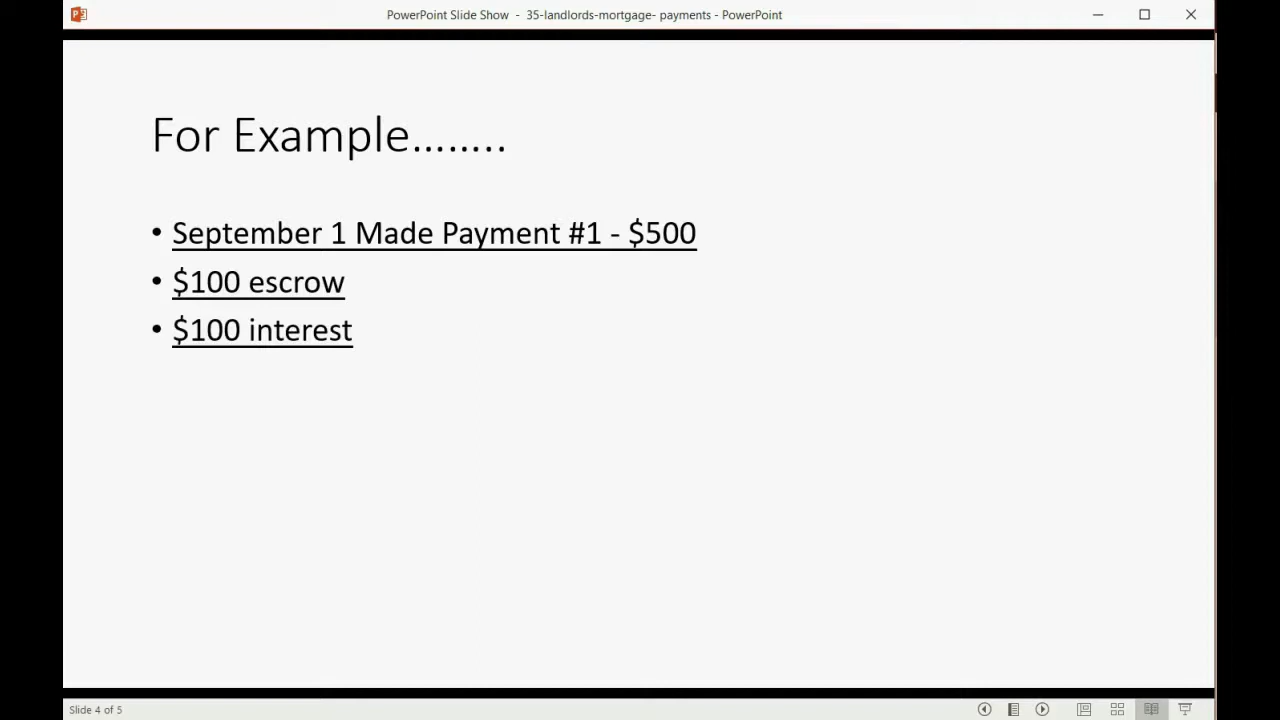 PowerPoint Slide Show - 35-landlords-mortgage- payments - PowerPoint
For Example........
• September 1 Made Payment #1 - $500
• $100 escrow
• $100 interest
Slide 4 of 5